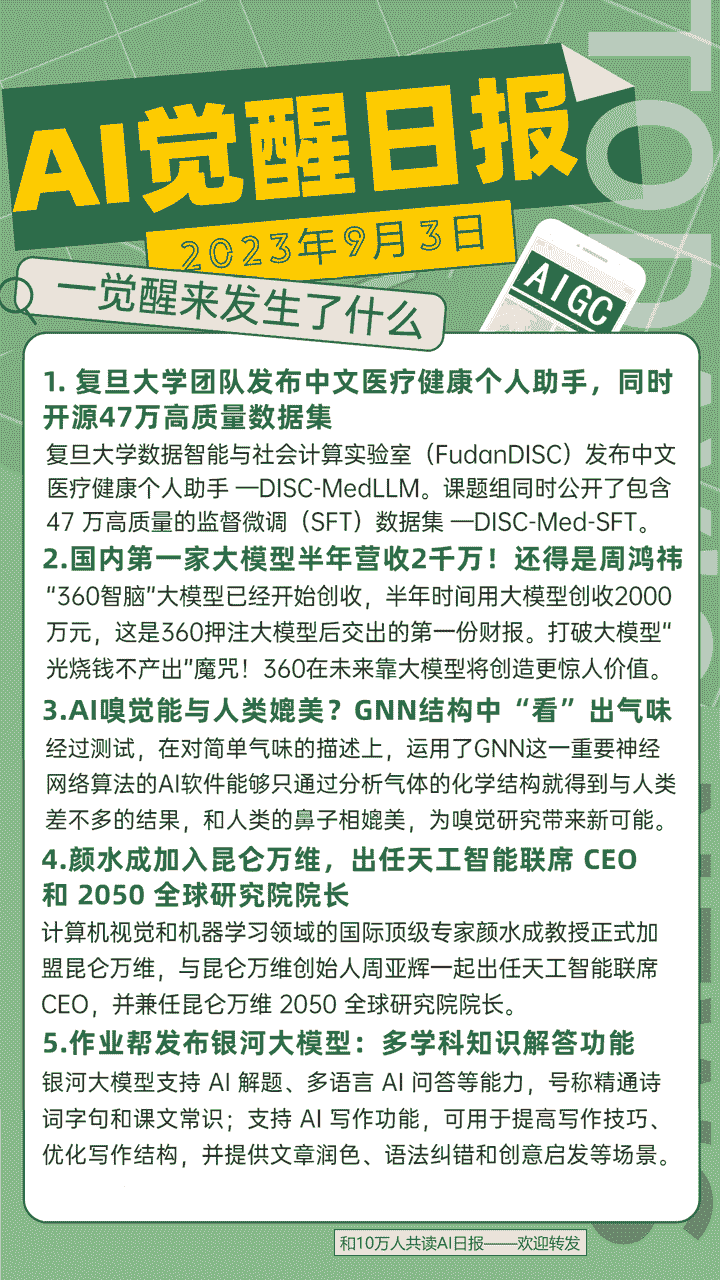 AI觉醒日报
2023年9月3日
一觉醒来发生了什么
AIGC
1. 复旦大学团队发布中文医疗健康个人助手，同时
开源47万高质量数据集
复旦大学数据智能与社会计算实验室（FudanDISC）发布中文
医疗健康个人助手 —DISC-MedLLM。课题组同时公开了包含
47 万高质量的监督微调（SFT）数据集 —DISC-Med-SFT。
2.国内第一家大模型半年营收2千万！还得是周鸿祎
“360智脑”大模型已经开始创收，半年时间用大模型创收2000
万元，这是360押注大模型后交出的第一份财报。打破大模型“
光烧钱不产出”魔咒！360在未来靠大模型将创造更惊人价值。
3.AI嗅觉能与人类媲美？GNN结构中“看”出气味
经过测试，在对简单气味的描述上，运用了GNN这一重要神经
网络算法的AI软件能够只通过分析气体的化学结构就得到与人类
差不多的结果，和人类的鼻子相媲美，为嗅觉研究带来新可能。
4.颜水成加入昆仑万维，出任天工智能联席 CEO
和 2050 全球研究院院长
计算机视觉和机器学习领域的国际顶级专家颜水成教授正式加
盟昆仑万维，与昆仑万维创始人周亚辉一起出任天工智能联席
CEO，并兼任昆仑万维 2050 全球研究院院长。
5.作业帮发布银河大模型：多学科知识解答功能
银河大模型支持 AI 解题、多语言 AI 问答等能力，号称精通诗
词字句和课文常识；支持 AI 写作功能，可用于提高写作技巧、
优化写作结构，并提供文章润色、语法纠错和创意启发等场景。
和10万人共读AI日报——欢迎转发